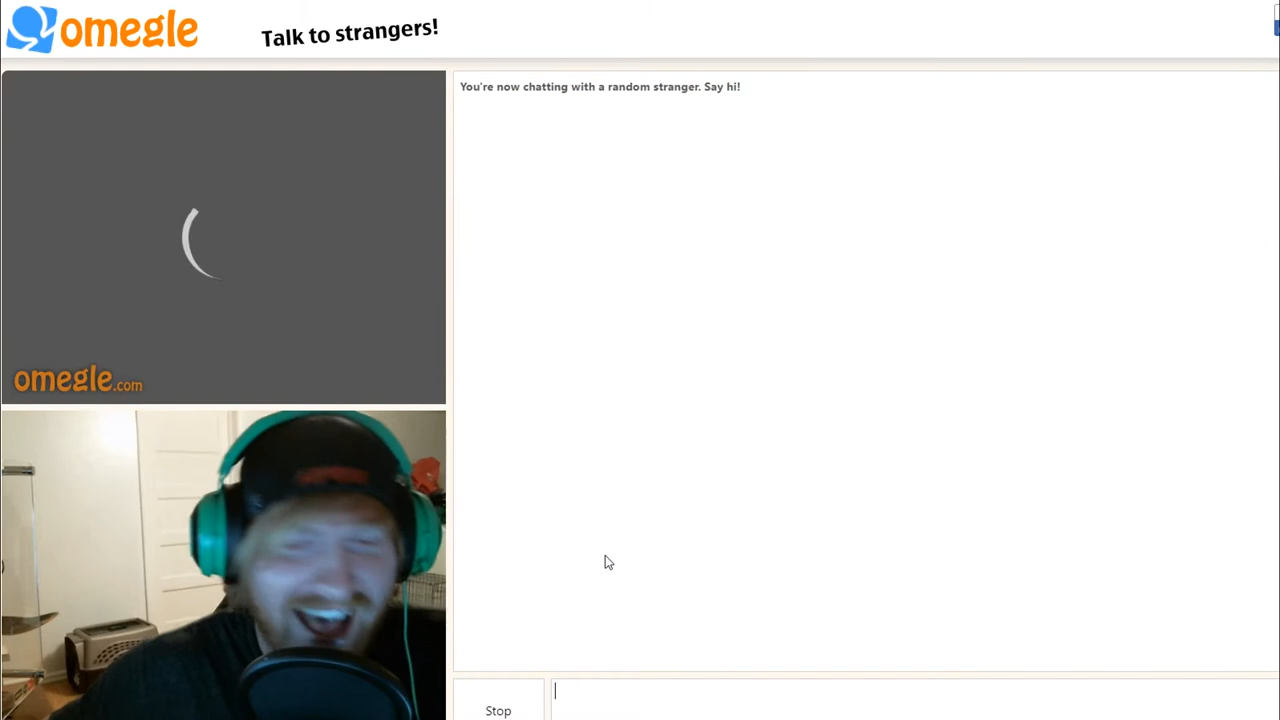 omegle
Talk to strangers!
You're now chatting with a random stranger. Say hi!
omegle.com
Stop